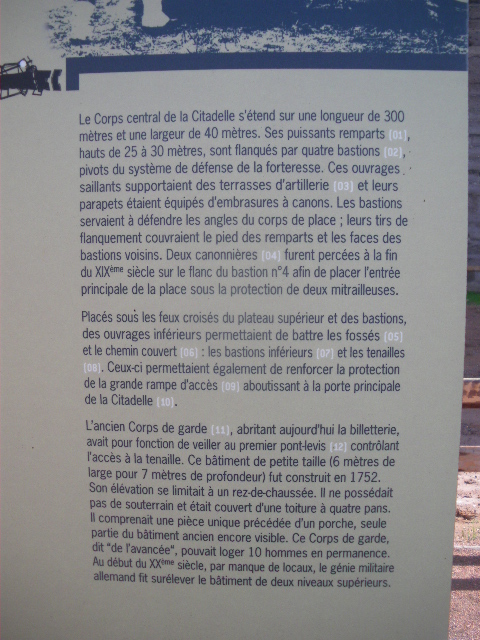 Le Corps central de la Citadelle s'étend sur une longueur de 300
mètres et une largeur de 40 mètres. Ses puissants remparts [01],
hauts de 25 à 30 mètres, sont flanqués par quatre bastions [02],
pivots du système de défense de la forteresse. Ces ouvrages
saillants supportaient des terrasses d'artillerie [03] et leurs
parapets étaient équipés d'embrasures à canons. Les bastions
servaient à défendre les angles du corps de place ; leurs tirs de
flanquement couvraient le pied des remparts et les faces des
bastions voisins. Deux canonnières [04] furent percées à la fin
du XIXème siècle sur le flanc du bastion n°4 afin de placer l'entrée
principale de la place sous la protection de deux mitrailleuses.
Placés sous les feux croisés du plateau supérieur et des bastions,
des ouvrages inférieurs permettaient de battre les fossés [05]
et le chemin couvert [06] : les bastions inférieurs [07] et les tenailles
[08]. Ceux-ci permettaient également de renforcer la protection
de la grande rampe d'accès [09] aboutissant à la porte principale
de la Citadelle [10].
L'ancien Corps de garde [11], abritant aujourd'hui la billetterie,
avait pour fonction de veiller au premier pont-levis [12] contrôlant
l'accès à la tenaille. Ce bâtiment de petite taille (6 mètres de
large pour 7 mètres de profondeur) fut construit en 1752.
Son élévation se limitait à un rez-de-chaussée. Il ne possédait
pas de souterrain et était couvert d'une toiture à quatre pans.
Il comprenait une pièce unique précédée d'un porche, seule
partie du bâtiment ancien encore visible. Ce Corps de garde,
dit "de l'avancée", pouvait loger 10 hommes en permanence.
Au début du XXème siècle, par manque de locaux, le génie militaire
allemand fit surélever le bâtiment de deux niveaux supérieurs.